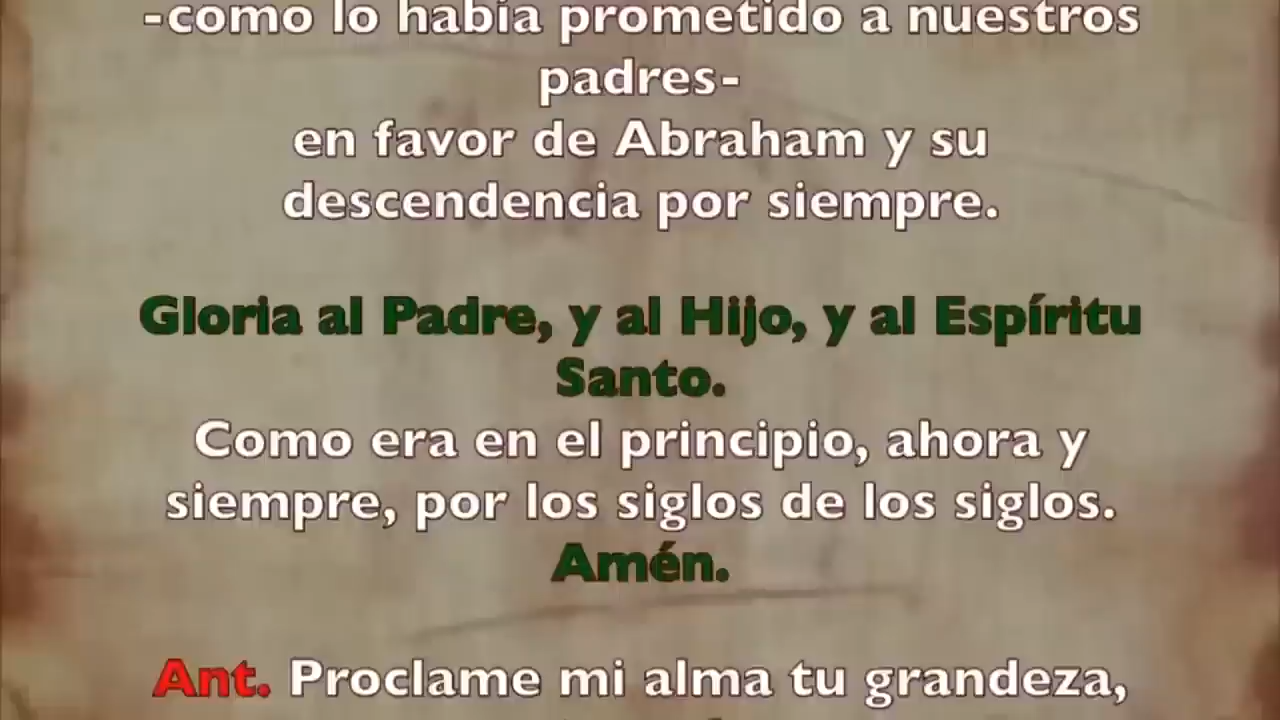 -como lo había prometido a nuestros
padres-
en favor de Abraham y su
descendencia por siempre.
Gloria al Padre, y al Hijo, y al Espíritu
Santo.
Como era en el principio, ahora y
siempre, por los siglos de los siglos.
Amén.
Ant. Proclame mi alma tu grandeza,